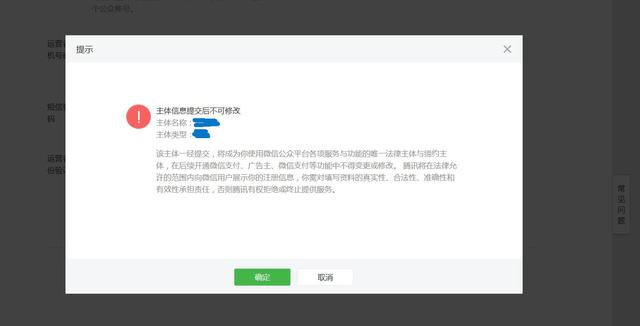 个公众帐号。
提示
运营者
机号码
主体信息提交后不可修改
主体名称：
短信验
码
主体类型：
该主体一经提交，将成为你使用微信公众平台各项服务与功能的唯一法律主体与缔约主
体，在后续开通微信支付、广告主、微信支付等功能中不得变更或修改。 腾讯将在法律允
运营者
许的范围内向微信用户展示你的注册信息，你需对填写资料的真实性、合法性、准确性和
份验证
有效性承担责任，否则腾讯有权拒绝或终止提供服务。
常见问题
确定
取消